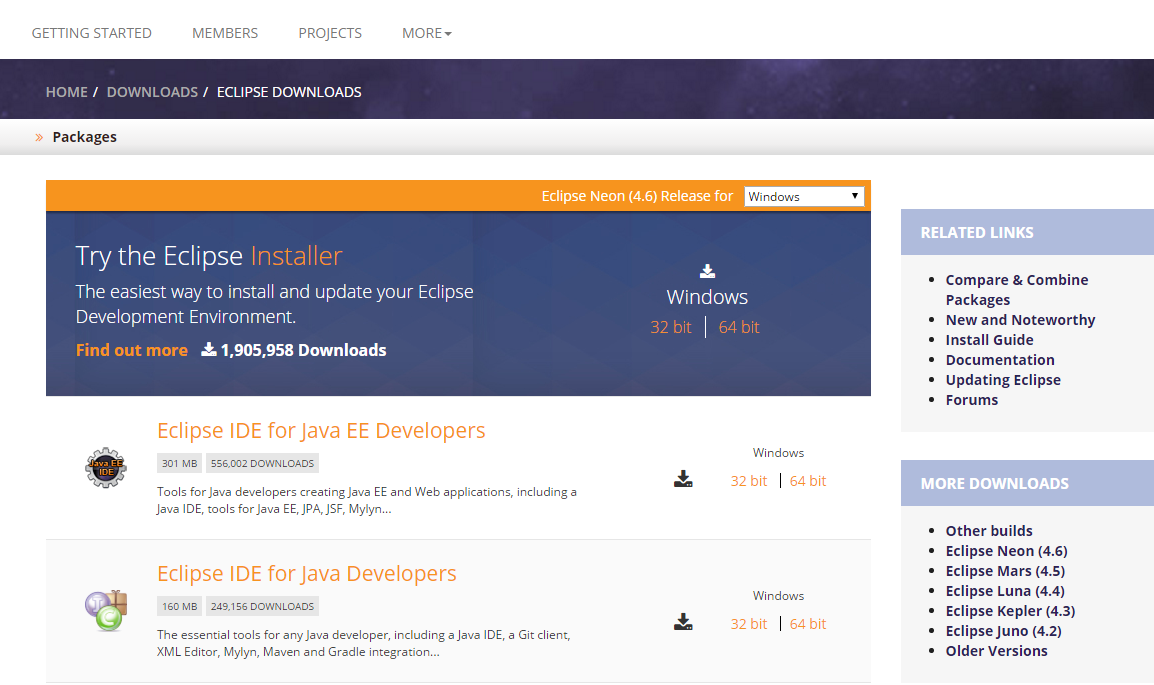 GETTING STARTED MEMBERS PROJECTS MORE
HOME / DOWNLOADS / ECLIPSE DOWNLOADS
» Packages
Eclipse Neon (4.6) Release for Windows
Try the Eclipse Installer
The easiest way to install and update your Eclipse
Development Environment.
Find out more 1,905,958 Downloads
Windows
32 bit | 64 bit
Eclipse IDE for Java EE Developers
301 MB 556,002 DOWNLOADS
Tools for Java developers creating Java EE and Web applications, including a
Java IDE, tools for Java EE, JPA, JSF, Mylyn...
Java EE
IDE
Windows
32 bit | 64 bit
Eclipse IDE for Java Developers
160 MB 249,156 DOWNLOADS
The essential tools for any Java developer, including a Java IDE, a Git client,
XML Editor, Mylyn, Maven and Gradle integration...
J
C
Windows
32 bit | 64 bit
RELATED LINKS
Compare & Combine
Packages
New and Noteworthy
Install Guide
Documentation
Updating Eclipse
Forums
MORE DOWNLOADS
Other builds
Eclipse Neon (4.6)
Eclipse Mars (4.5)
Eclipse Luna (4.4)
Eclipse Kepler (4.3)
Eclipse Juno (4.2)
Older Versions